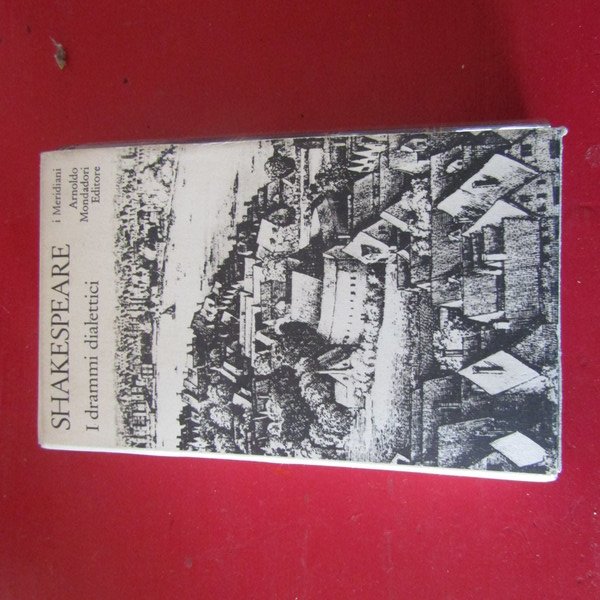 SHAKESPEARE
I drammi dialettici
i Meridiani
Arnoldo
Mondadori
Editore